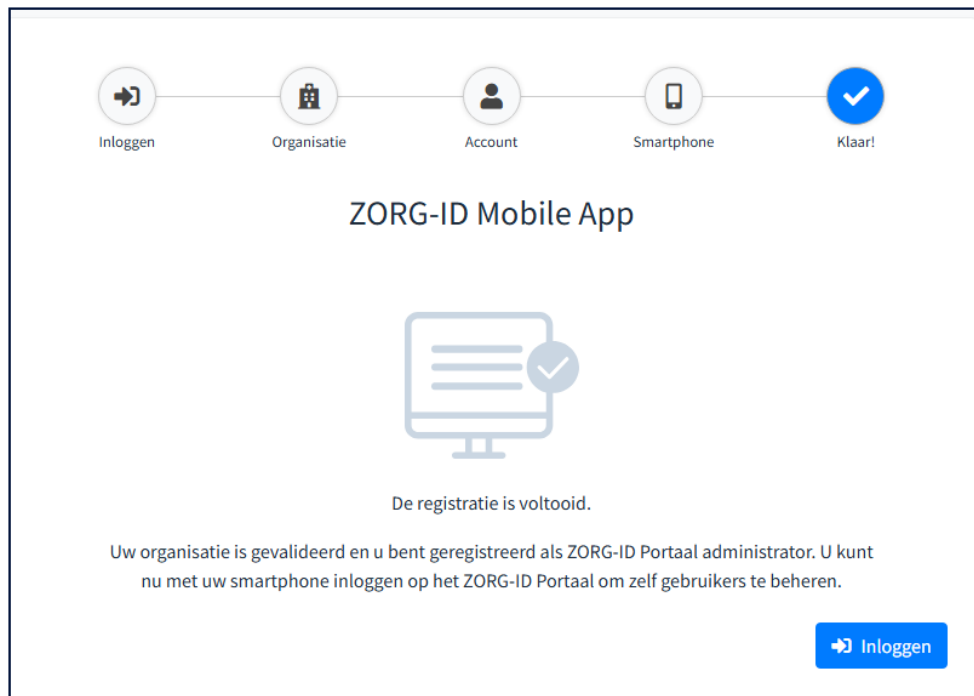 Inloggen
Organisatie
Account
Smartphone
Klaar!
ZORG-ID Mobile App
De registratie is voltooid.
Uw organisatie is gevalideerd en u bent geregistreerd als ZORG-ID Portaal administrator. U kunt
nu met uw smartphone inloggen op het ZORG-ID Portaal om zelf gebruikers te beheren.
Inloggen